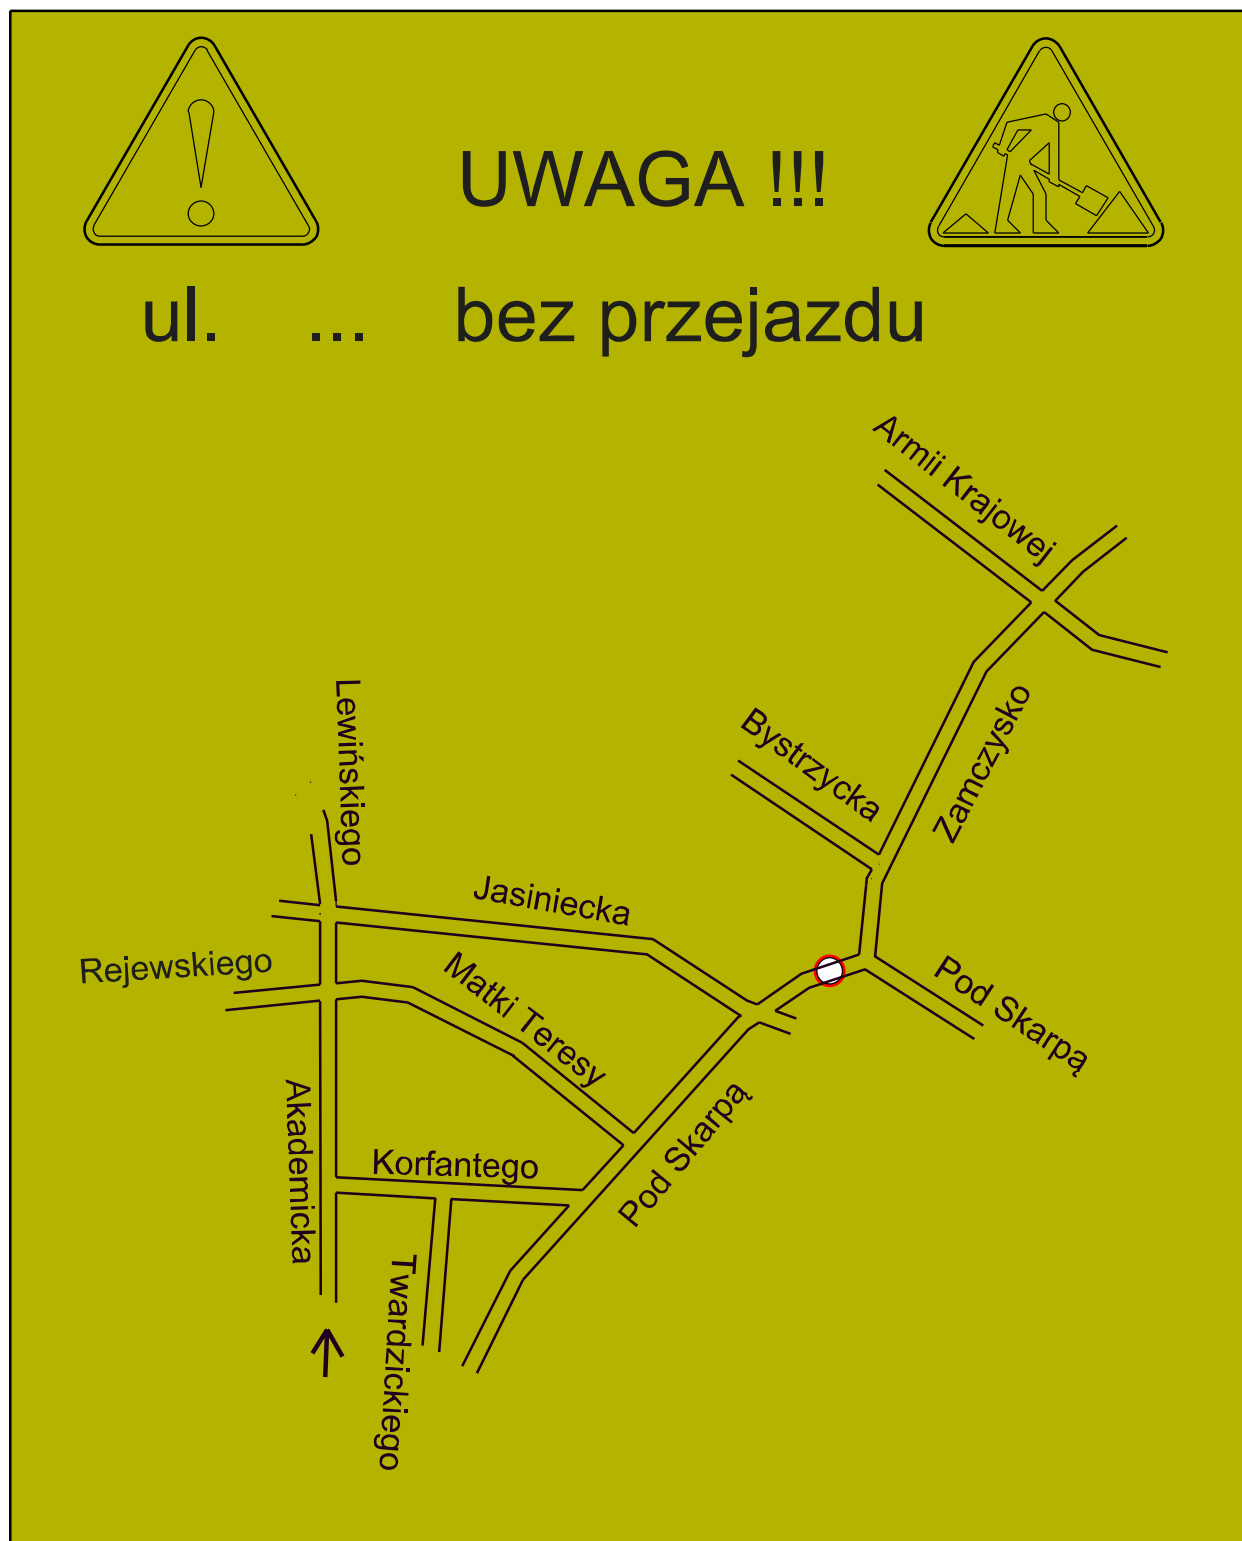 UWAGA !!!
ul. ... bez przejazdu
Armii Krajowej
Lewińskiego
Bystrzycka
Zamczysko
Jasiniecka
Rejewskiego
Matki Teresy
Pod Skarpą
Akademicka
Korfantego
Pod Skarpą
Twardzickiego